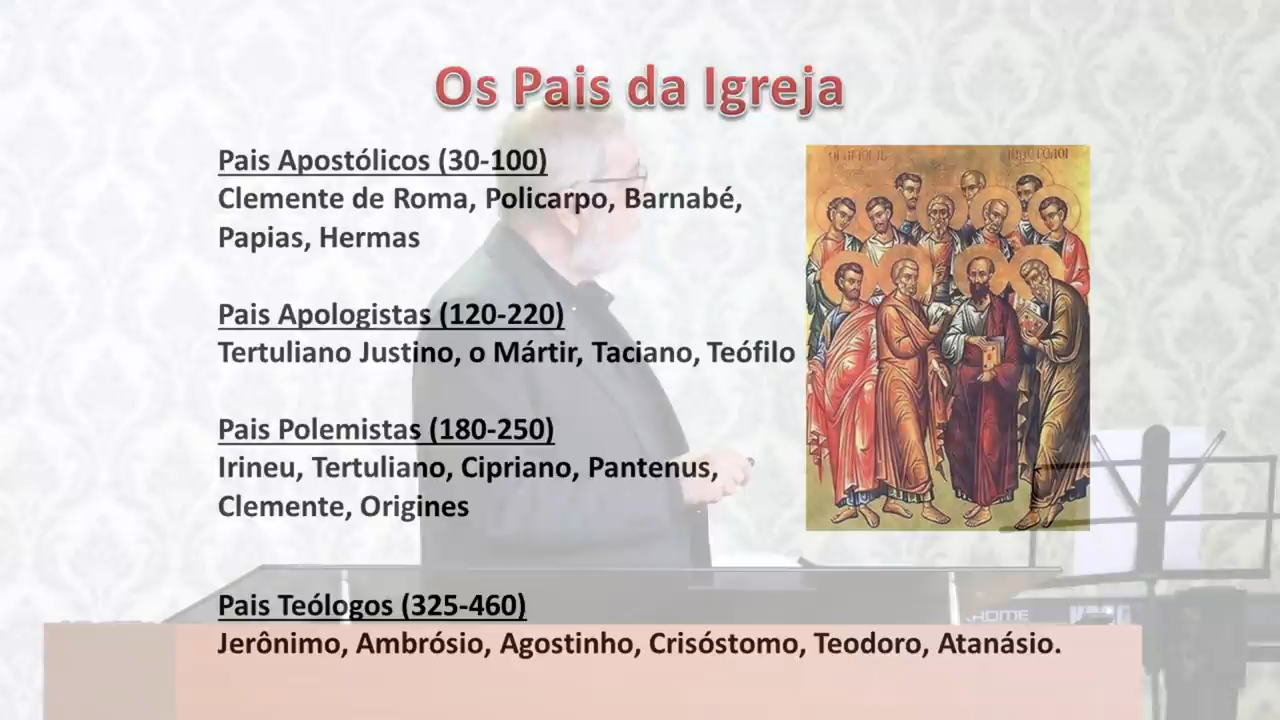 Os Pais da Igreja
Pais Apostólicos (30-100)
Clemente de Roma, Policarpo, Barnabé,
Papias, Hermas
Pais Apologistas (120-220)
Tertuliano Justino, o Mártir, Taciano, Teófilo
Pais Polemistas (180-250)
Irineu, Tertuliano, Cipriano, Pantenus,
Clemente, Origines
Pais Teólogos (325-460)
Jerônimo, Ambrósio, Agostinho, Crisóstomo, Teodoro, Atanásio.